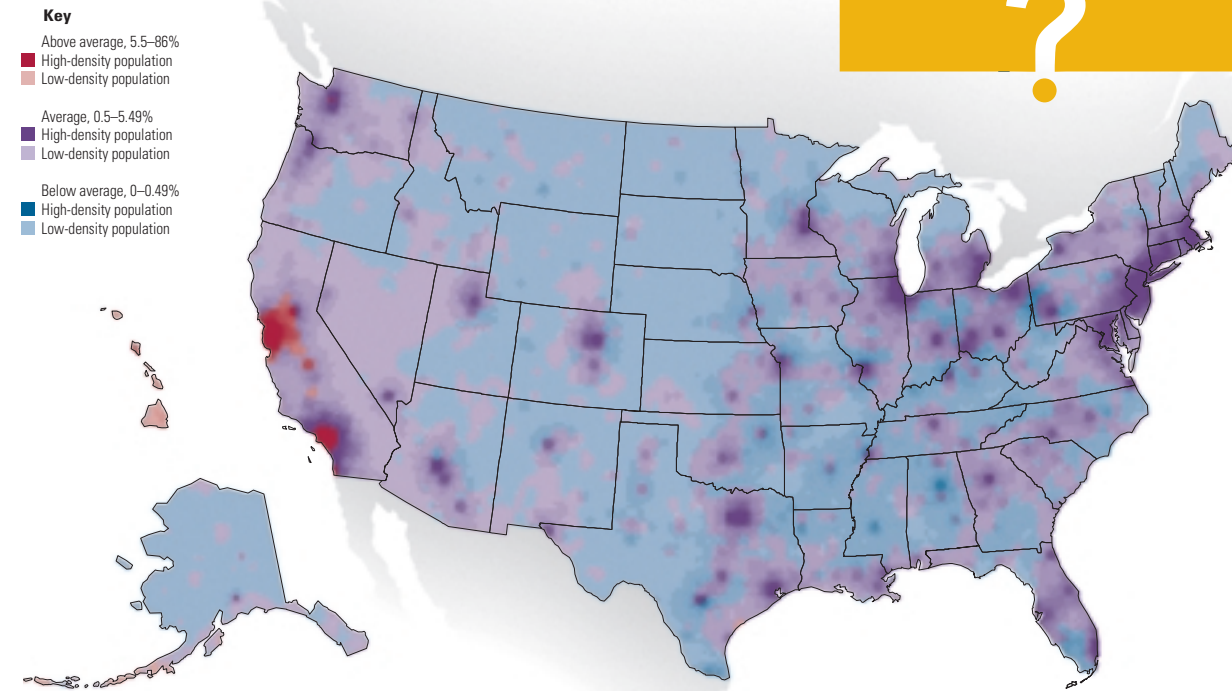 ?
Key
Above average, 5.5–86%
High-density population
Low-density population
Average, 0.5–5.49%
High-density population
Low-density population
Below average, 0–0.49%
High-density population
Low-density population